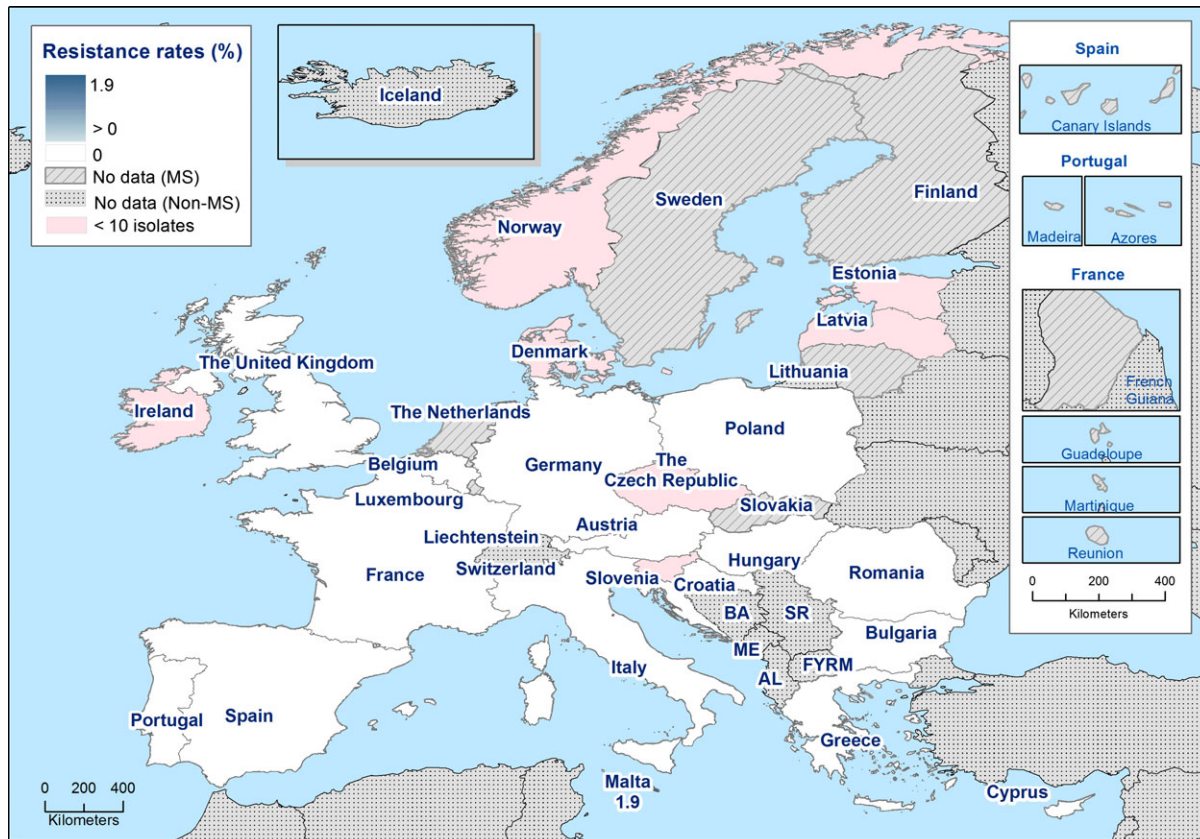 Resistance rates (%)
1.9
> 0
0
No data (MS)
No data (Non-MS)
< 10 isolates
Iceland
Norway
Sweden
Finland
Estonia
Latvia
Lithuania
Denmark
The United Kingdom
Ireland
The Netherlands
Poland
Belgium
Germany
The
Czech Republic
Luxembourg
Slovakia
Austria
Liechtenstein
Hungary
France
Switzerland
Slovenia
Croatia
Romania
BA
SR
Bulgaria
ME
FYRM
Italy
AL
Portugal
Spain
Greece
Malta
1.9
Cyprus
0 200 400
Kilometers
Spain
Canary Islands
Portugal
Madeira
Azores
France
French
Guiana
Guadeloupe
Martinique
Reunion
0 200 400
Kilometers